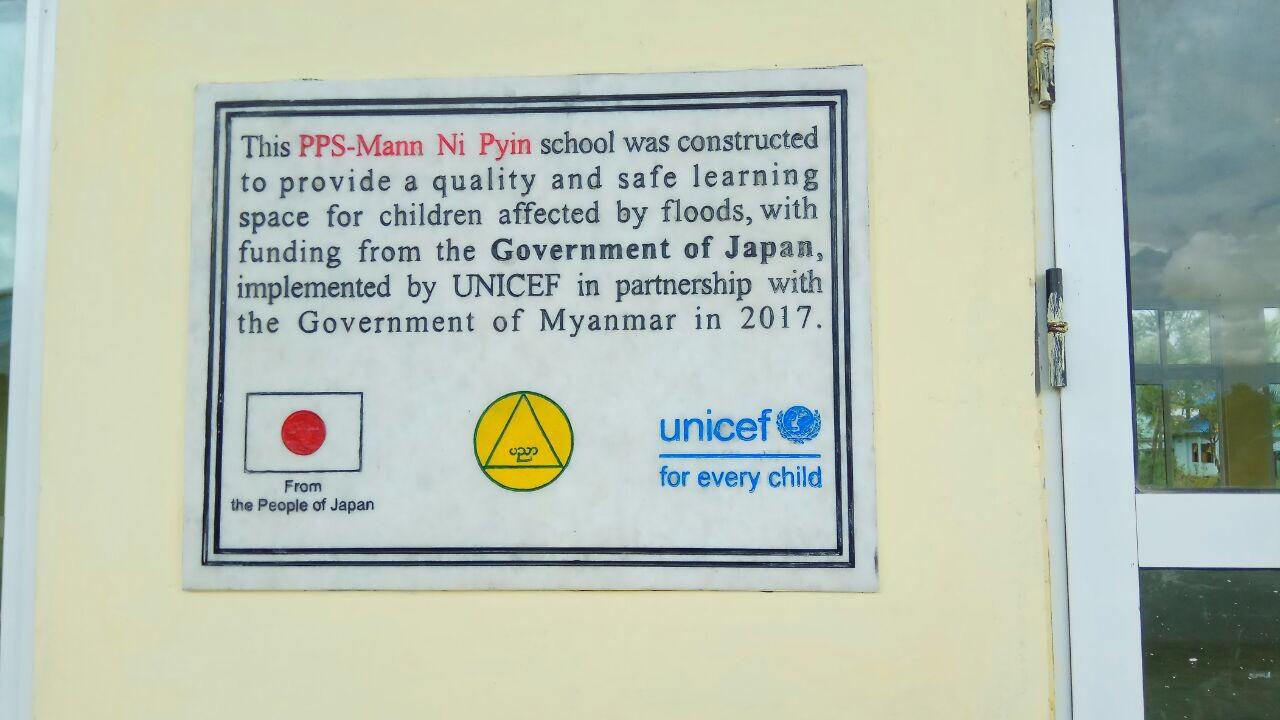 This PPS-Mann Ni Pyin school was constructed
to provide a quality and safe learning
space for children affected by floods, with
funding from the Government of Japan,
implemented by UNICEF in partnership with
the Government of Myanmar in 2017.
From
the People of Japan
ပညာ
unicef
for every child